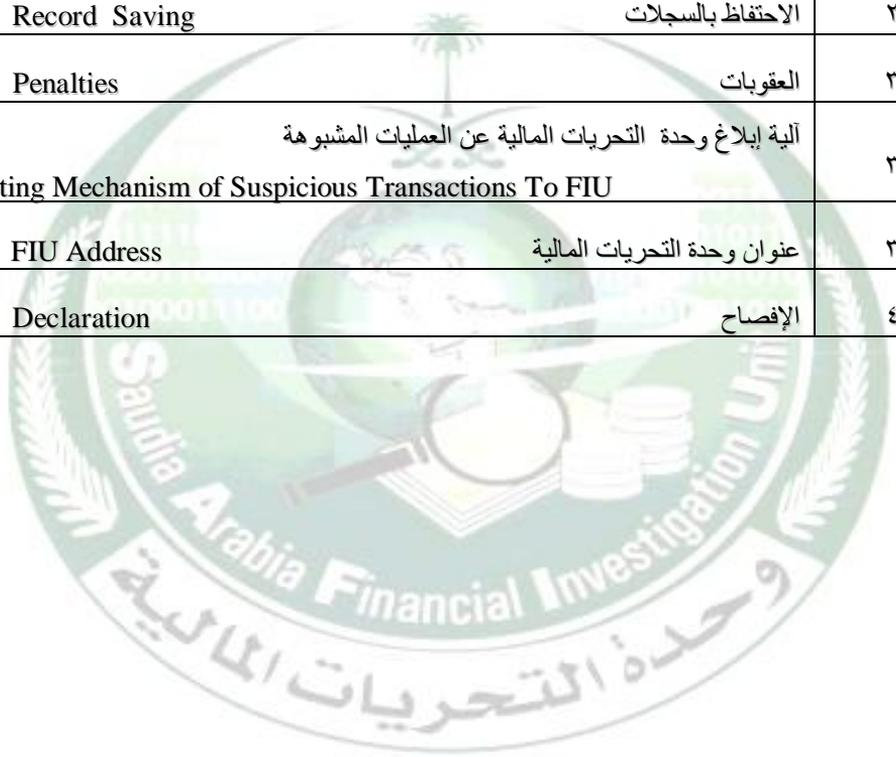 Record Saving الاحتفاظ بالسجلات ٢
Penalties العقوبات ٣
آلية إبلاغ وحدة التحريات المالية عن العمليات المشبوهة ٣
ting Mechanism of Suspicious Transactions To FIU
FIU Address عنوان وحدة التحريات المالية ٣
Declaration الإفصاح ٤
Saudia Arabia Financial Investigation Unit
وحدة التحريات المالية